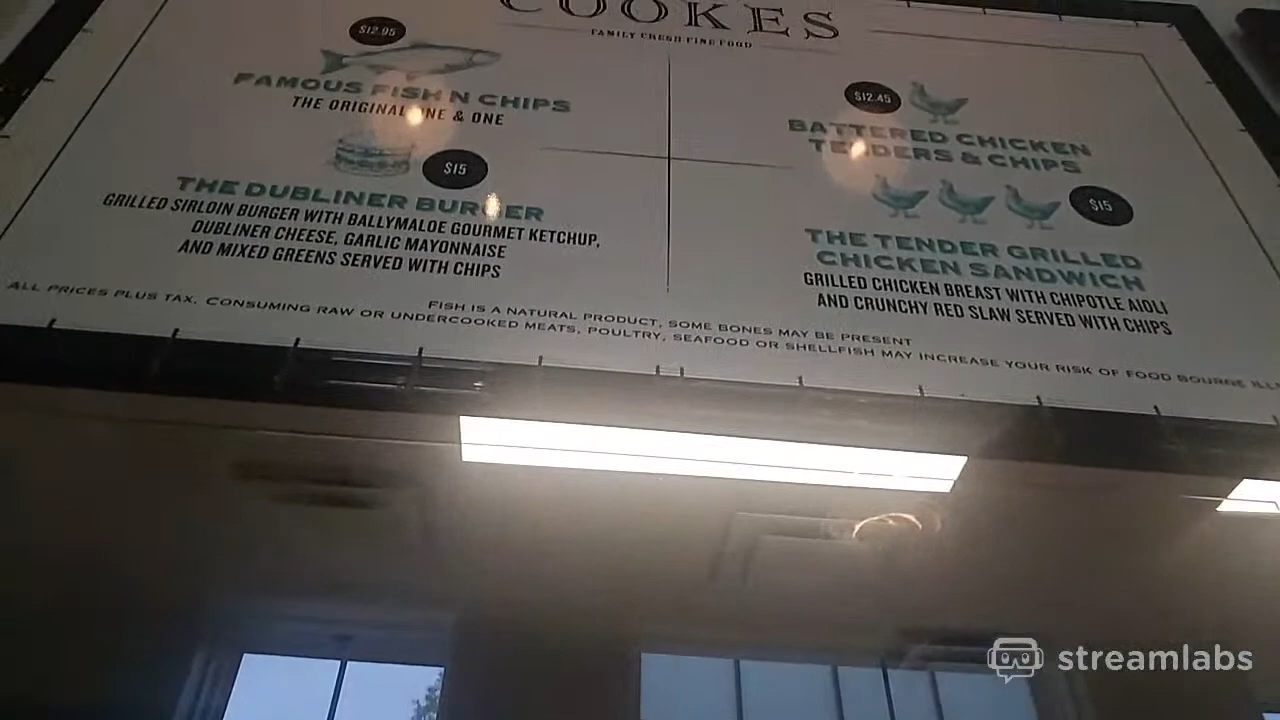 COOKES
FAMILY FRESH FINE FOOD
$12.95
FAMOUS FISH N CHIPS
THE ORIGINAL ONE & ONE
$15
THE DUBLINER BURGER
GRILLED SIRLOIN BURGER WITH BALLYMALOE GOURMET KETCHUP,
DUBLINER CHEESE, GARLIC MAYONNAISE
AND MIXED GREENS SERVED WITH CHIPS
$12.45
BATTERED CHICKEN
TENDERS & CHIPS
$15
THE TENDER GRILLED
CHICKEN SANDWICH
GRILLED CHICKEN BREAST WITH CHIPOTLE AIOLI
AND CRUNCHY RED SLAW SERVED WITH CHIPS
FISH IS A NATURAL PRODUCT, SOME BONES MAY BE PRESENT
ALL PRICES PLUS TAX. CONSUMING RAW OR UNDERCOOKED MEATS, POULTRY, SEAFOOD OR SHELLFISH MAY INCREASE YOUR RISK OF FOOD BOURNE
streamlabs